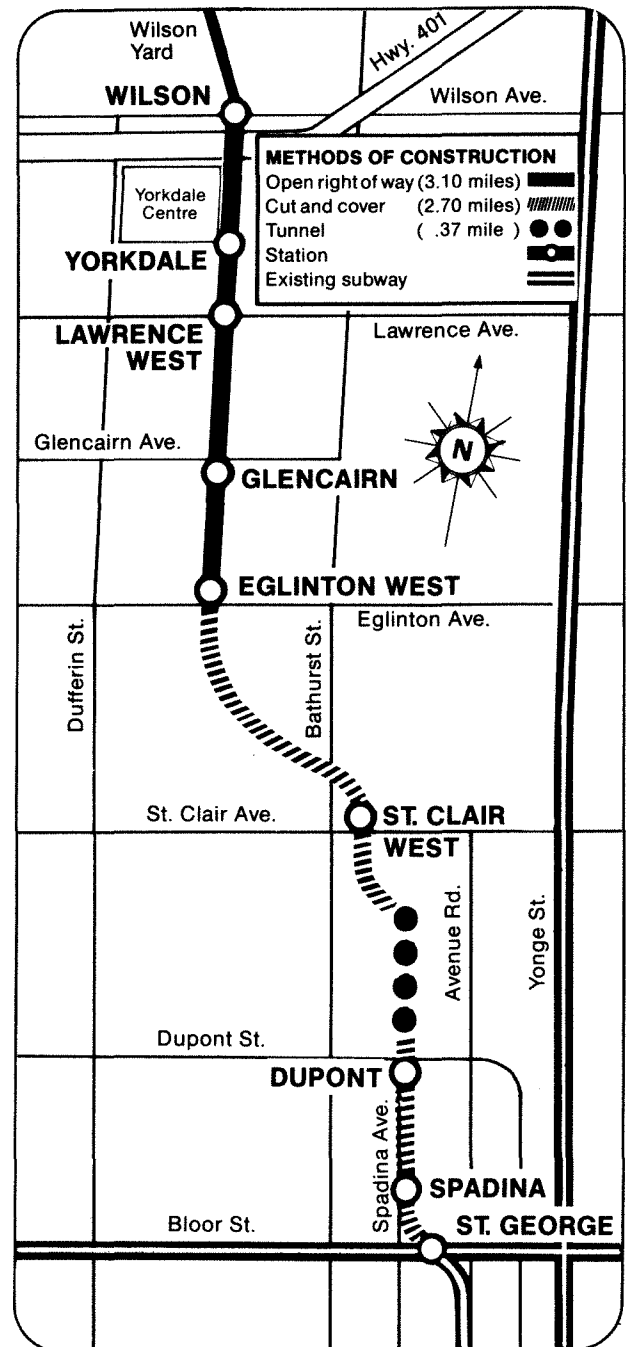 Wilson
Yard
Hwy. 401
WILSON
Wilson Ave.
METHODS OF CONSTRUCTION
Open right of way (3.10 miles)
Cut and cover (2.70 miles)
Tunnel ( .37 mile )
Station
Existing subway
Yorkdale
Centre
YORKDALE
LAWRENCE
WEST
Lawrence Ave.
Glencairn Ave.
N
GLENCAIRN
EGLINTON WEST
Eglinton Ave.
Dufferin St.
Bathurst St.
St. Clair Ave.
ST. CLAIR
WEST
Avenue Rd.
Yonge St.
Dupont St.
DUPONT
Spadina Ave.
SPADINA
Bloor St.
ST. GEORGE